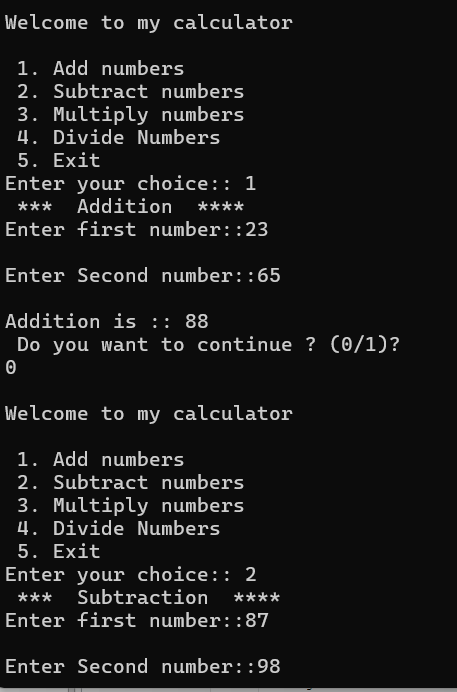 Welcome to my calculator
1. Add numbers
2. Subtract numbers
3. Multiply numbers
4. Divide Numbers
5. Exit
Enter your choice:: 1
***  Addition  ****
Enter first number::23
Enter Second number::65
Addition is :: 88
Do you want to continue ? (0/1)?
0
Welcome to my calculator
1. Add numbers
2. Subtract numbers
3. Multiply numbers
4. Divide Numbers
5. Exit
Enter your choice:: 2
***  Subtraction  ****
Enter first number::87
Enter Second number::98